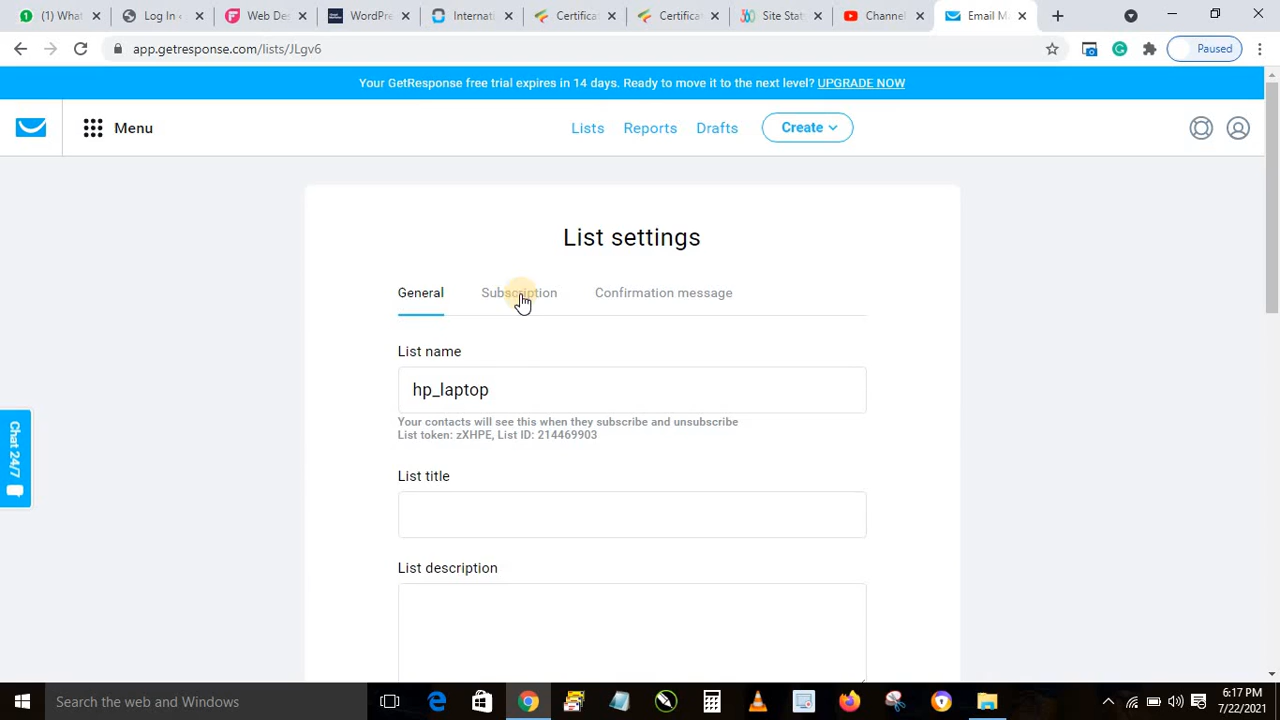 (1) What
Log In
Web De
WordPre
Internat
Certifica
Certifica
Site Stat
Channel
Email M
app.getresponse.com/lists/JLgv6
Paused
Your GetResponse free trial expires in 14 days. Ready to move it to the next level? UPGRADE NOW
Menu
Lists
Reports
Drafts
Create
List settings
General
Subscription
Confirmation message
List name
hp_laptop
Your contacts will see this when they subscribe and unsubscribe
List token: zXHPE, List ID: 214469903
List title
List description
Chat 24/7
Search the web and Windows
6:17 PM
7/22/2021